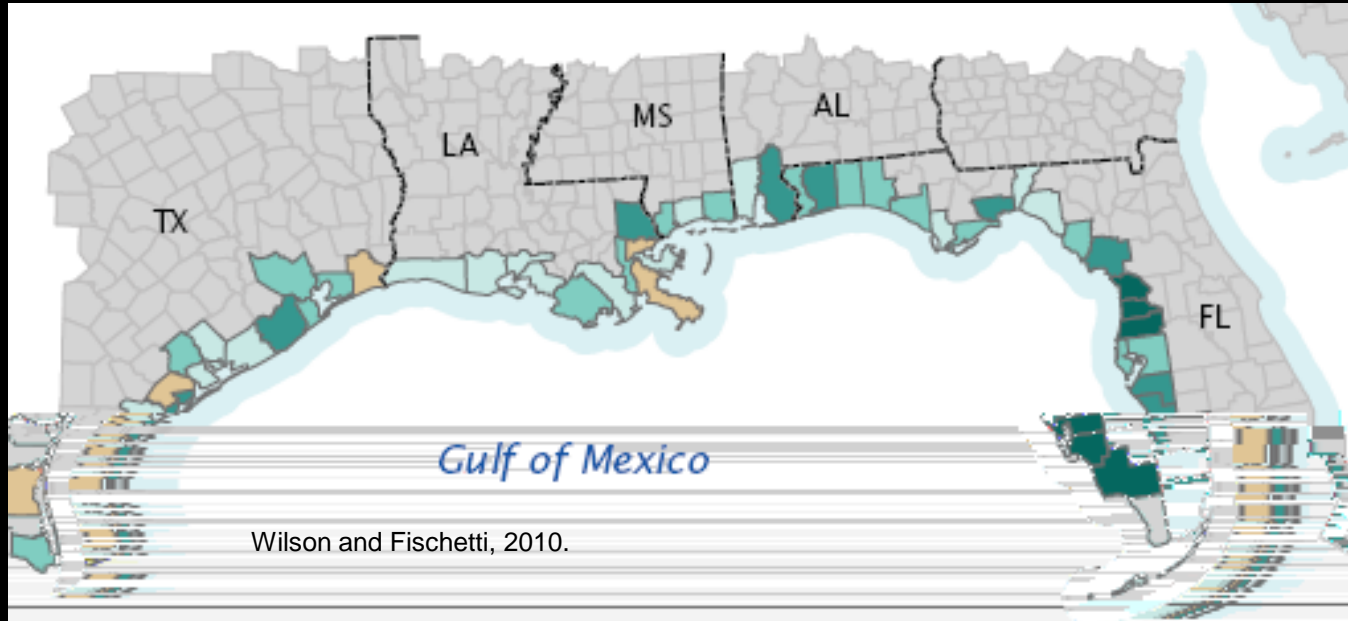 TX
LA
MS
AL
FL
Gulf of Mexico
Wilson and Fischetti, 2010.